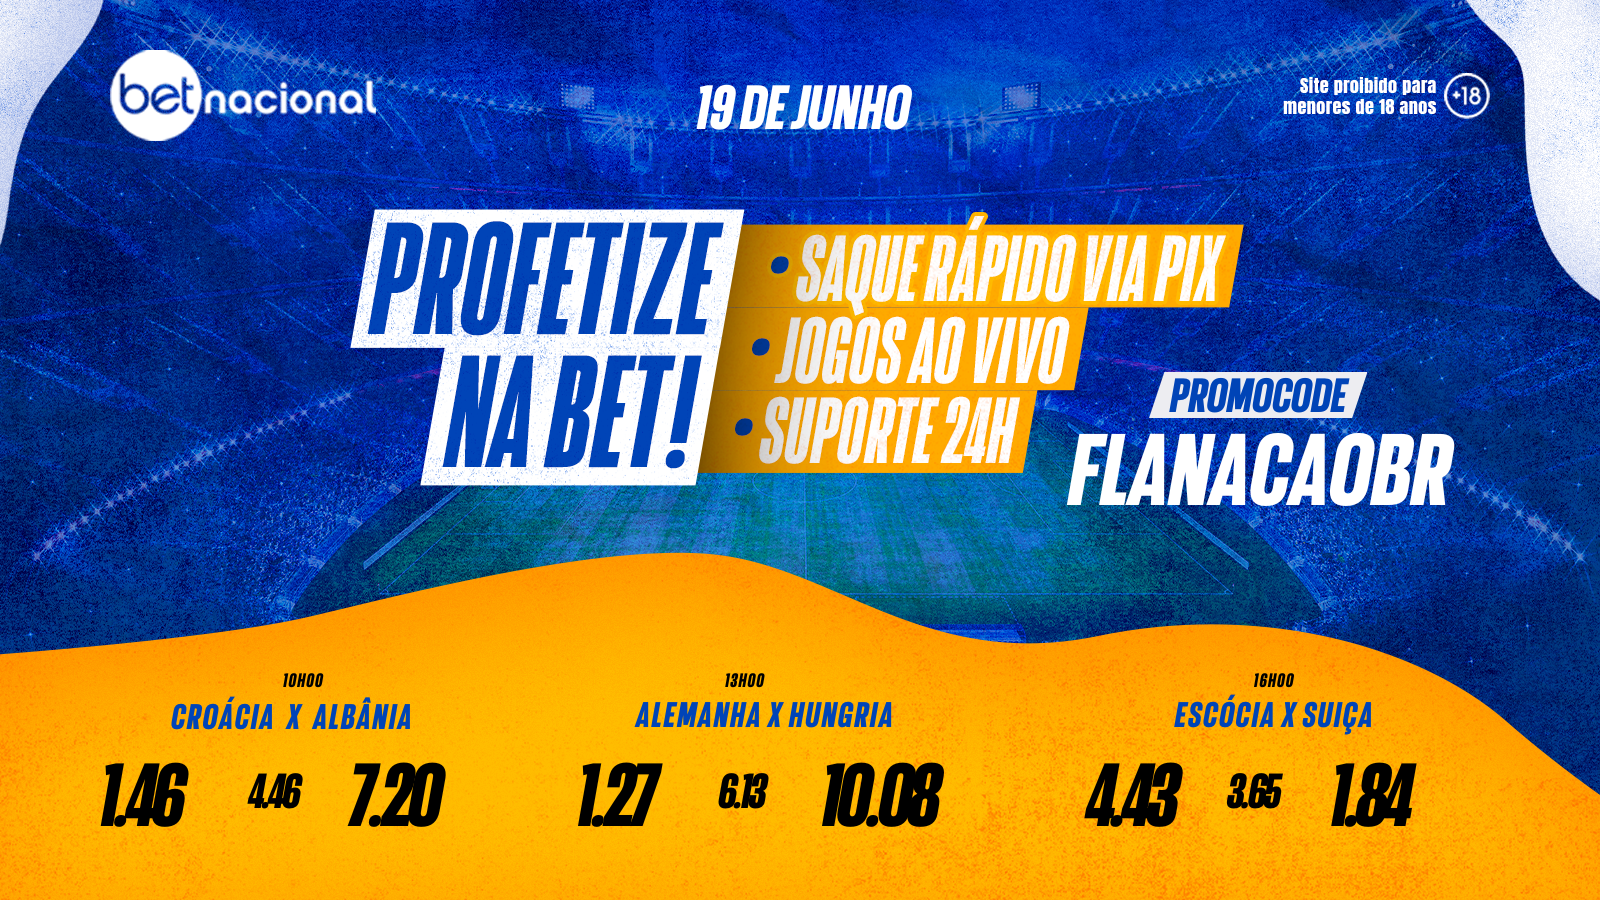 betnacional
19 DE JUNHO
Site proibido para
menores de 18 anos
+18
PROFETIZE
NA BET!
• SAQUE RÁPIDO VIA PIX
• JOGOS AO VIVO
• SUPORTE 24H
PROMOCODE
FLANACAOBR
10H00
CROÁCIA X ALBÂNIA
1.46 4.46 7.20
13H00
ALEMANHA X HUNGRIA
1.27 6.13 10.08
16H00
ESCÓCIA X SUIÇA
4.43 3.65 1.84